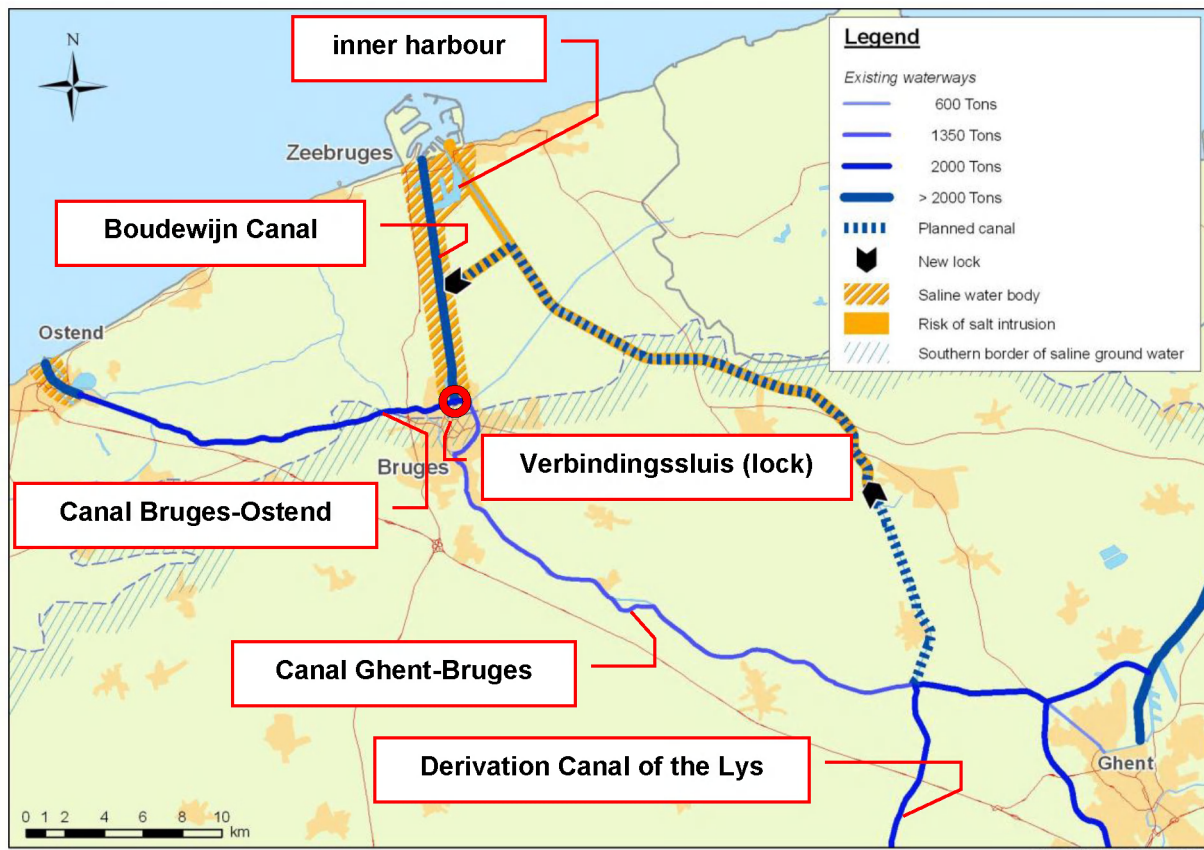 N
inner harbour
Zeebruges
Boudewijn Canal
Ostend
Bruges
Verbindingssluis (lock)
Canal Bruges-Ostend
Canal Ghent-Bruges
Derivation Canal of the Lys
Ghent
0 1 2 4 6 8 10
km
Legend
Existing waterways
600 Tons
1350 Tons
2000 Tons
> 2000 Tons
Planned canal
New lock
Saline water body
Risk of salt intrusion
Southern border of saline ground water